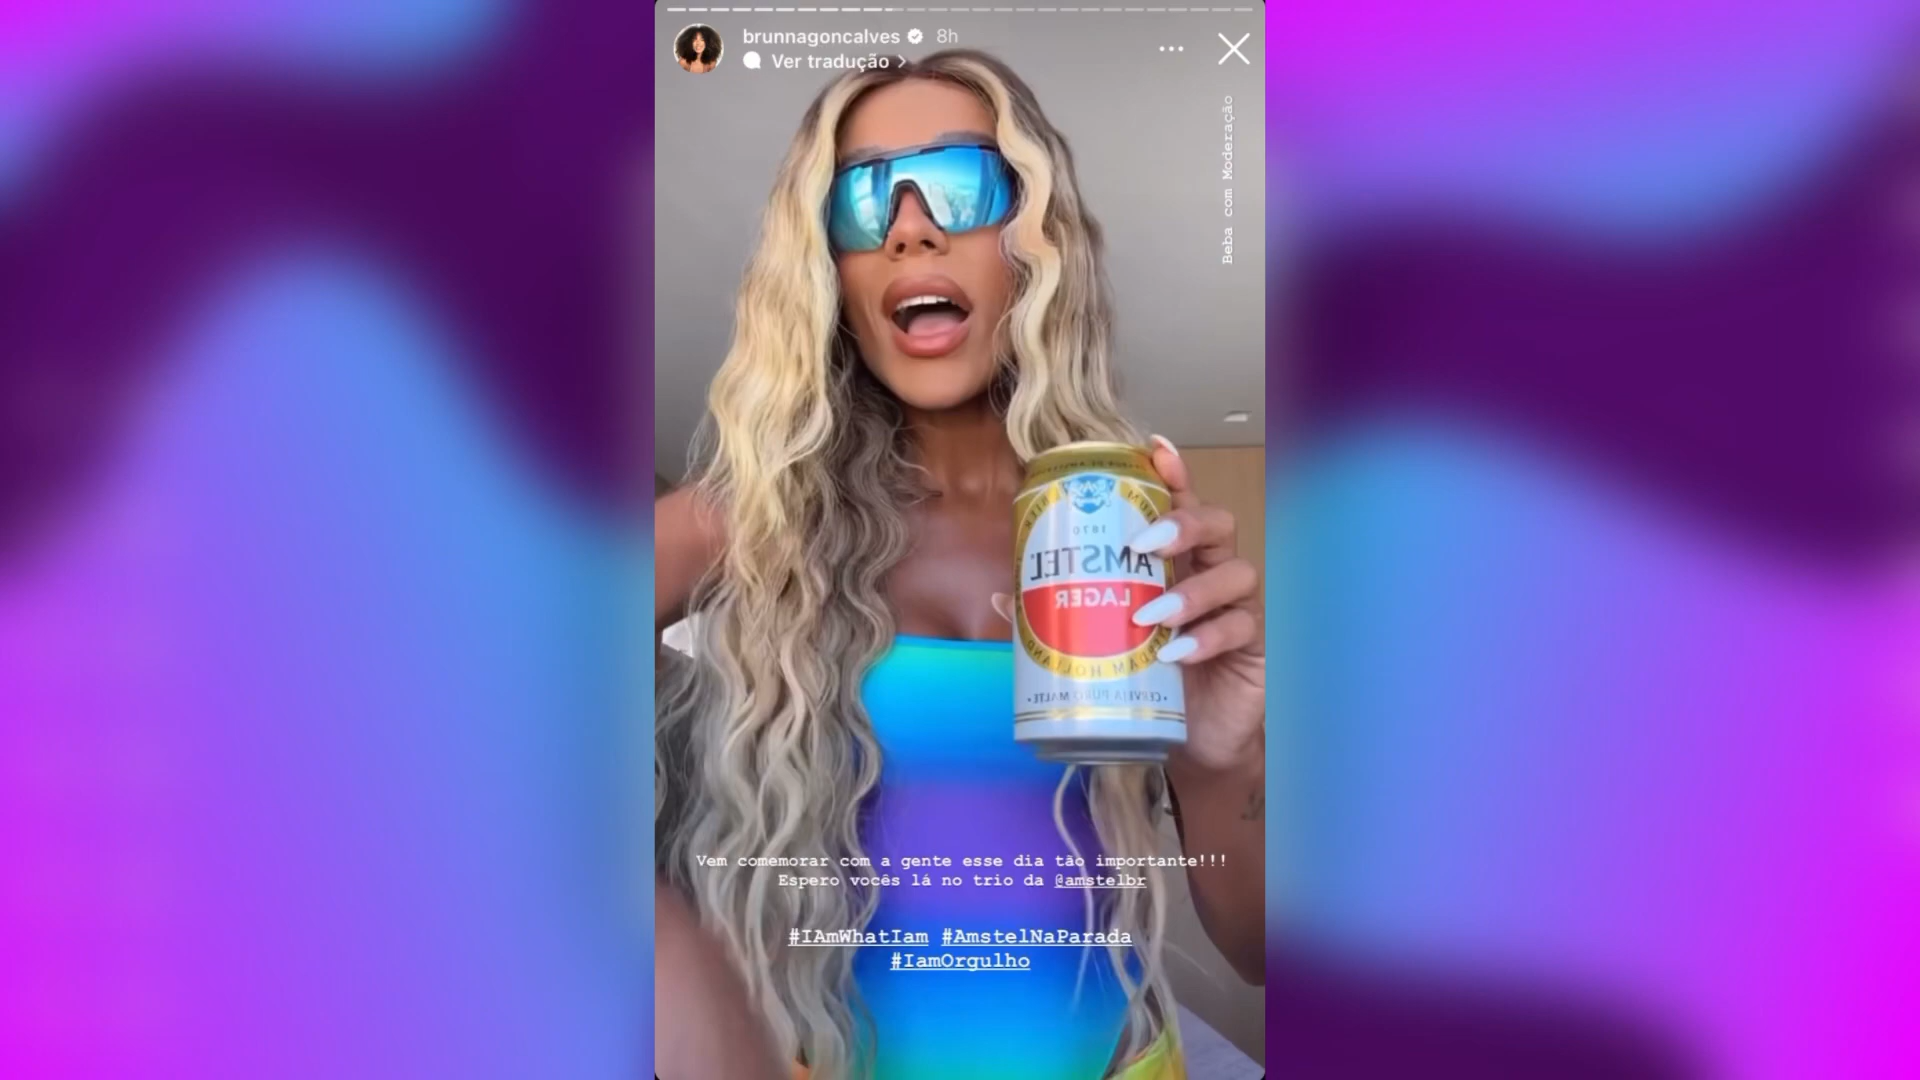 brunnagoncalves 8h
Ver tradução
Beba com Moderação
1870
AMSTEL
LAGER
• CERVEJA PURO MALTE •
Vem comemorar com a gente esse dia tão importante!!!
Espero vocês lá no trio da @amstelbr
#IAmWhatIam #AmstelNaParada
#IamOrgulho